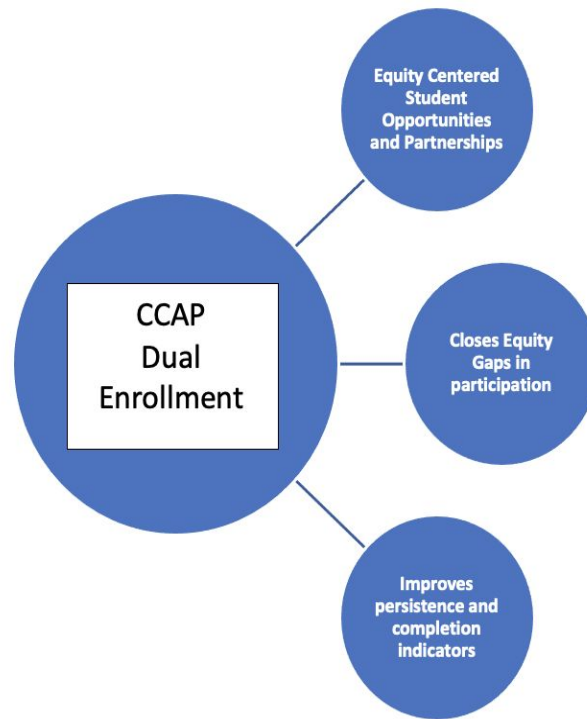 Equity Centered
Student
Opportunities
and Partnerships
CCAP
Dual
Enrollment
Closes Equity
Gaps in
participation
Improves
persistence and
completion
indicators